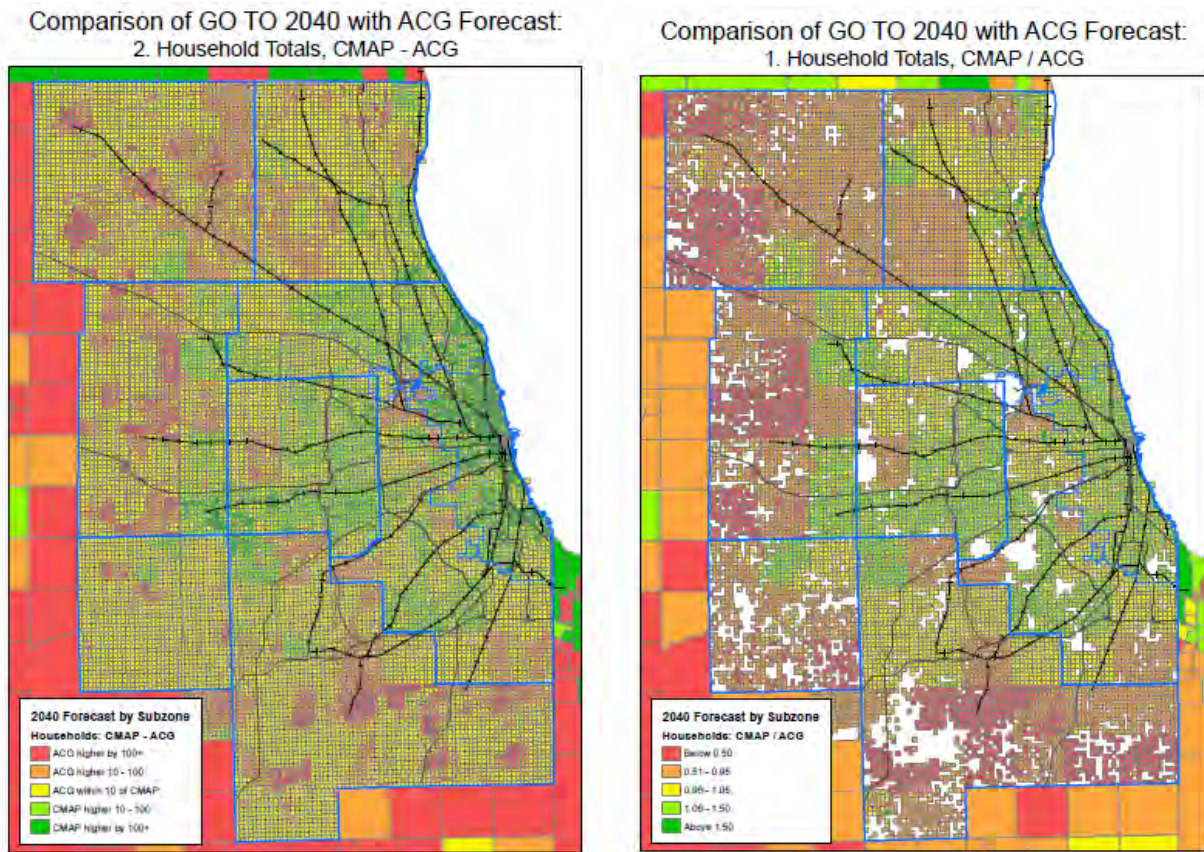 Comparison of GO TO 2040 with ACG Forecast:
2. Household Totals, CMAP - ACG
2040 Forecast by Subzone
Households: CMAP - ACG
ACG higher by 100+
ACG higher 10 - 100
ACG within 10 of CMAP
CMAP higher 10 - 100
CMAP higher by 100+
Comparison of GO TO 2040 with ACG Forecast:
1. Household Totals, CMAP / ACG
2040 Forecast by Subzone
Households: CMAP / ACG
Below 0.50
0.51 - 0.95
0.96 - 1.05
1.06 - 1.50
Above 1.50